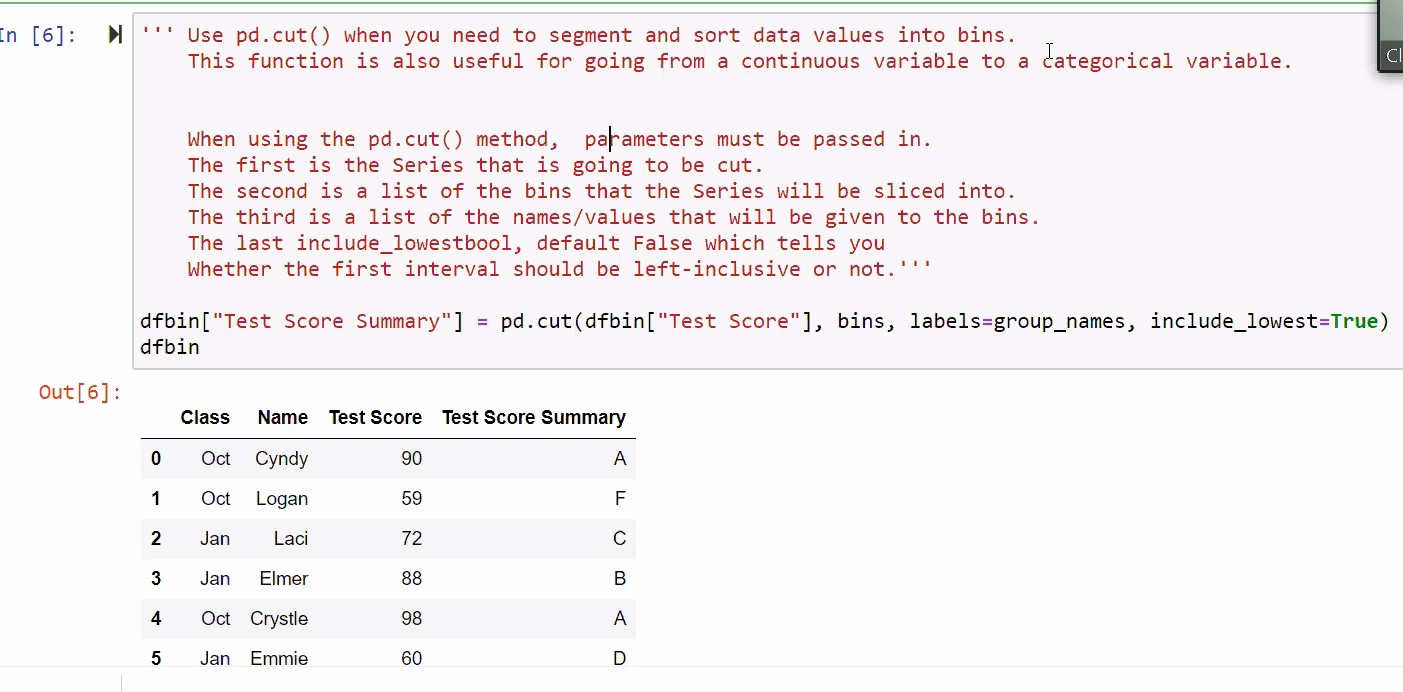 In [6]:
''' Use pd.cut() when you need to segment and sort data values into bins.
This function is also useful for going from a continuous variable to a categorical variable.
When using the pd.cut() method,  parameters must be passed in.
The first is the Series that is going to be cut.
The second is a list of the bins that the Series will be sliced into.
The third is a list of the names/values that will be given to the bins.
The last include_lowestbool, default False which tells you
Whether the first interval should be left-inclusive or not.'''
dfbin["Test Score Summary"] = pd.cut(dfbin["Test Score"], bins, labels=group_names, include_lowest=True)
dfbin
Out[6]:
Class Name Test Score Test Score Summary
0 Oct Cyndy 90 A
1 Oct Logan 59 F
2 Jan Laci 72 C
3 Jan Elmer 88 B
4 Oct Crystle 98 A
5 Jan Emmie 60 D